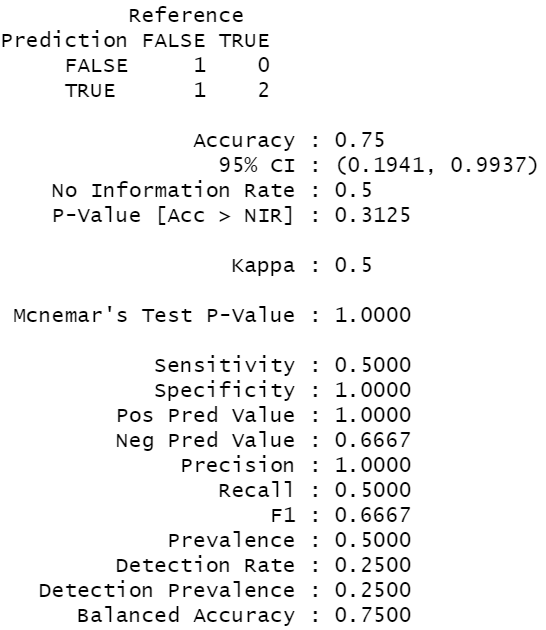 Reference
Prediction FALSE TRUE
FALSE 1 0
TRUE 1 2
Accuracy : 0.75
95% CI : (0.1941, 0.9937)
No Information Rate : 0.5
P-Value [Acc > NIR] : 0.3125
Kappa : 0.5
Mcnemar's Test P-Value : 1.0000
Sensitivity : 0.5000
Specificity : 1.0000
Pos Pred Value : 1.0000
Neg Pred Value : 0.6667
Precision : 1.0000
Recall : 0.5000
F1 : 0.6667
Prevalence : 0.5000
Detection Rate : 0.2500
Detection Prevalence : 0.2500
Balanced Accuracy : 0.7500